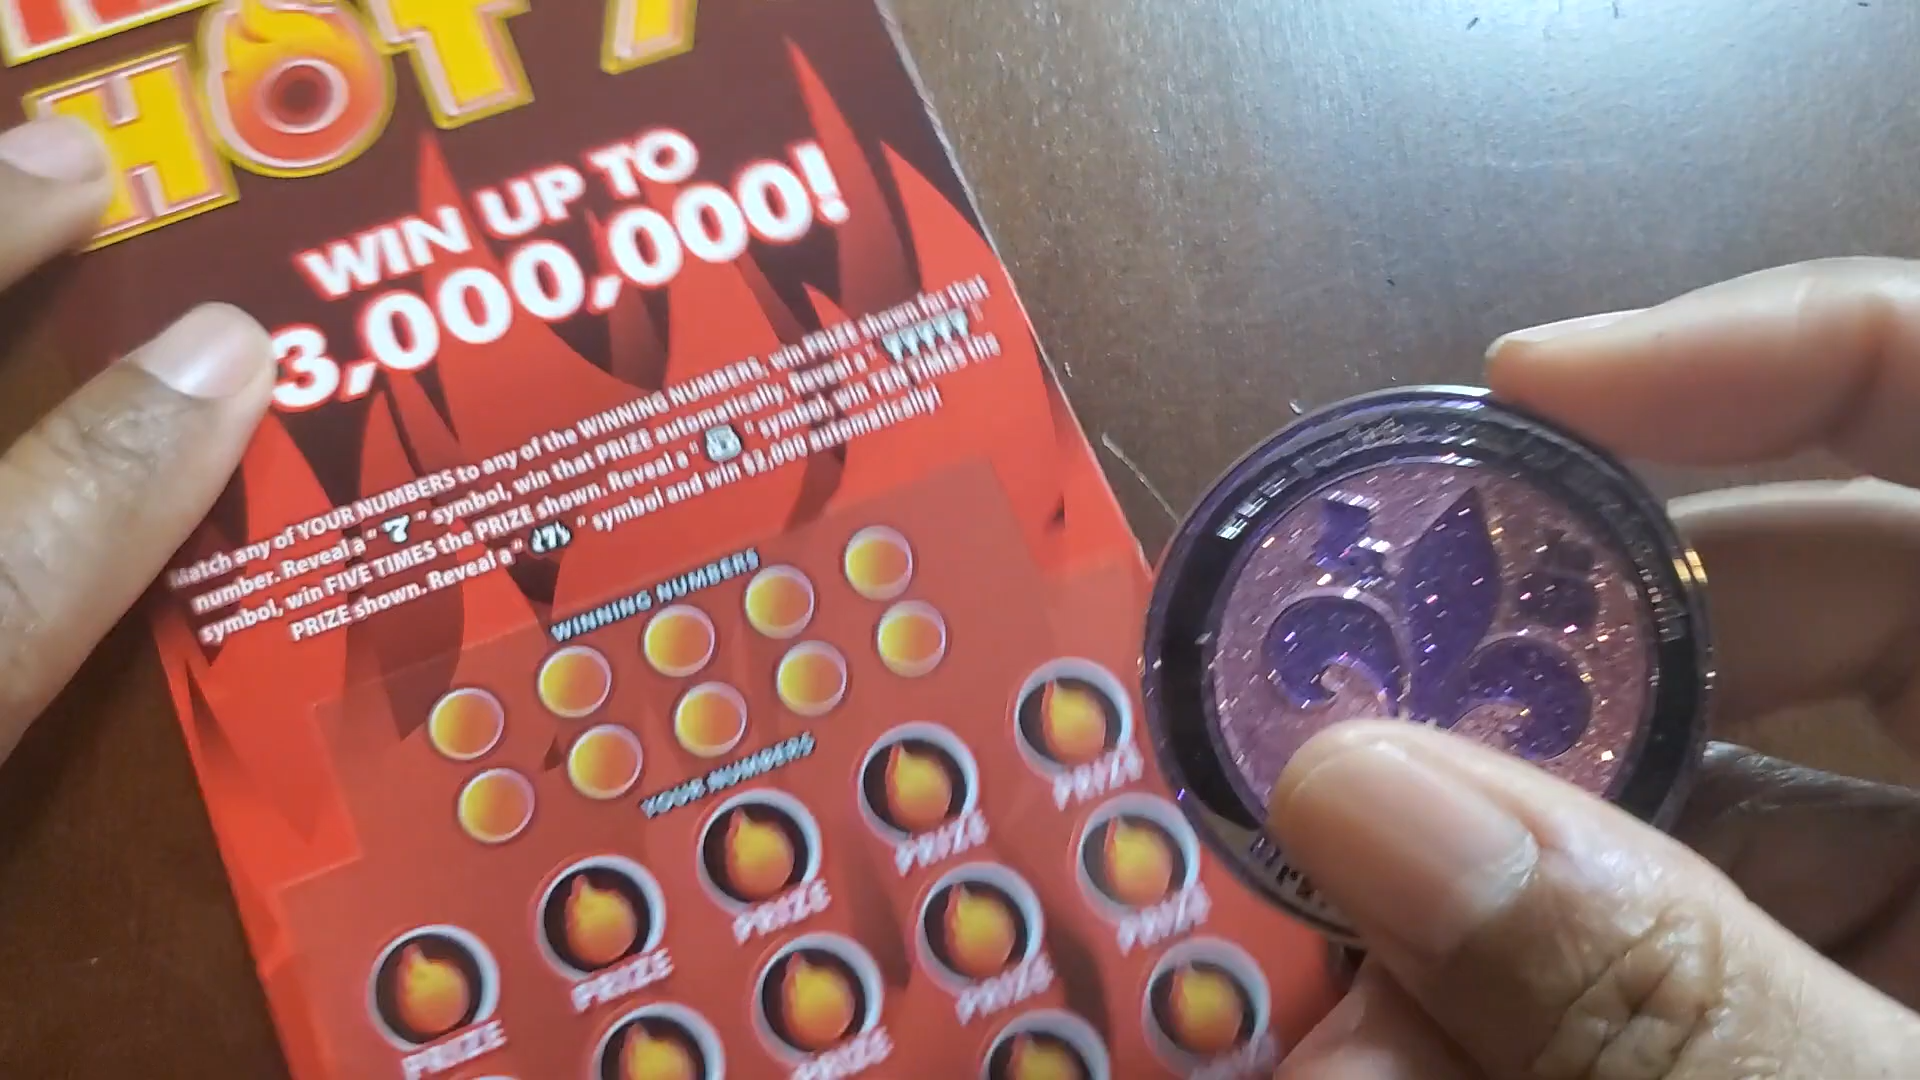 HOT 7
WIN UP TO
3,000,000!
Match any of YOUR NUMBERS to any of the WINNING NUMBERS, win PRIZE shown for that
number. Reveal a " 7 " symbol, win that PRIZE automatically. Reveal a " "
symbol, win FIVE TIMES the PRIZE shown. Reveal a " " symbol, win TEN TIMES the
PRIZE shown. Reveal a " " symbol and win $2,000 automatically!
WINNING NUMBERS
YOUR NUMBERS
PRIZE
PRIZE
PRIZE
PRIZE
PRIZE
PRIZE
PRIZE
PRIZE